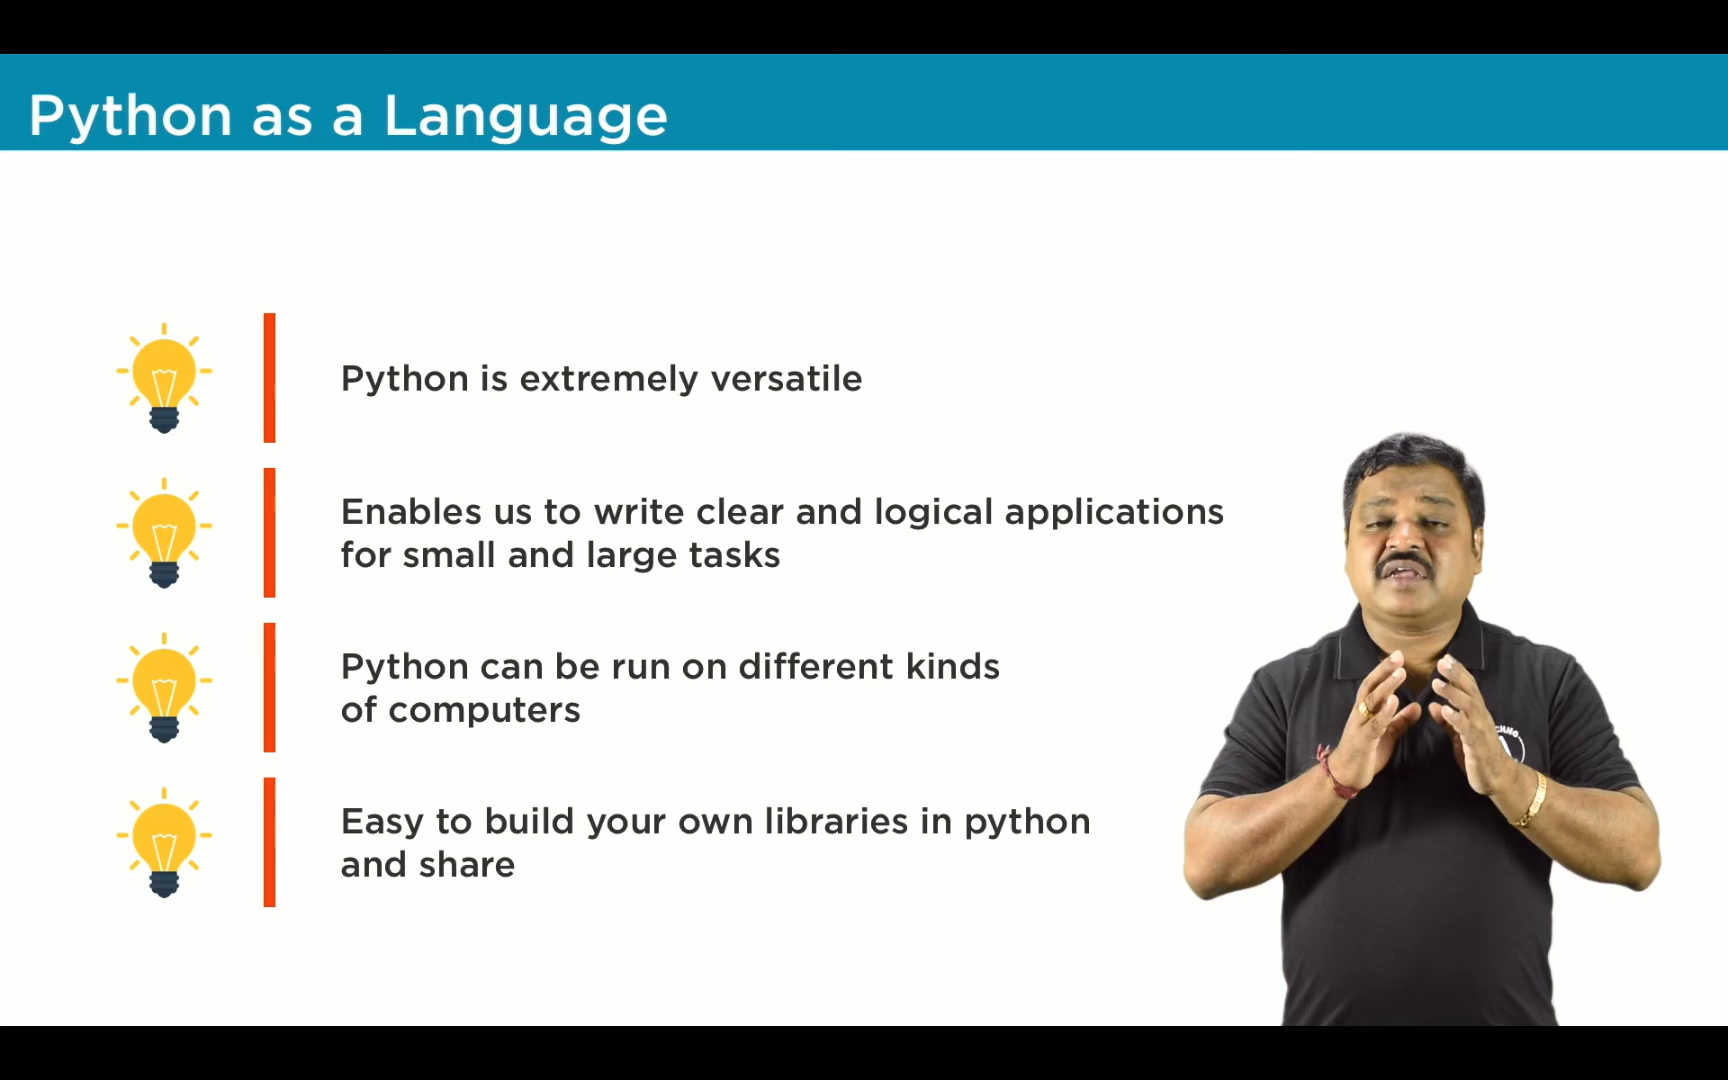 Python as a Language
Python is extremely versatile
Enables us to write clear and logical applications
for small and large tasks
Python can be run on different kinds
of computers
Easy to build your own libraries in python
and share